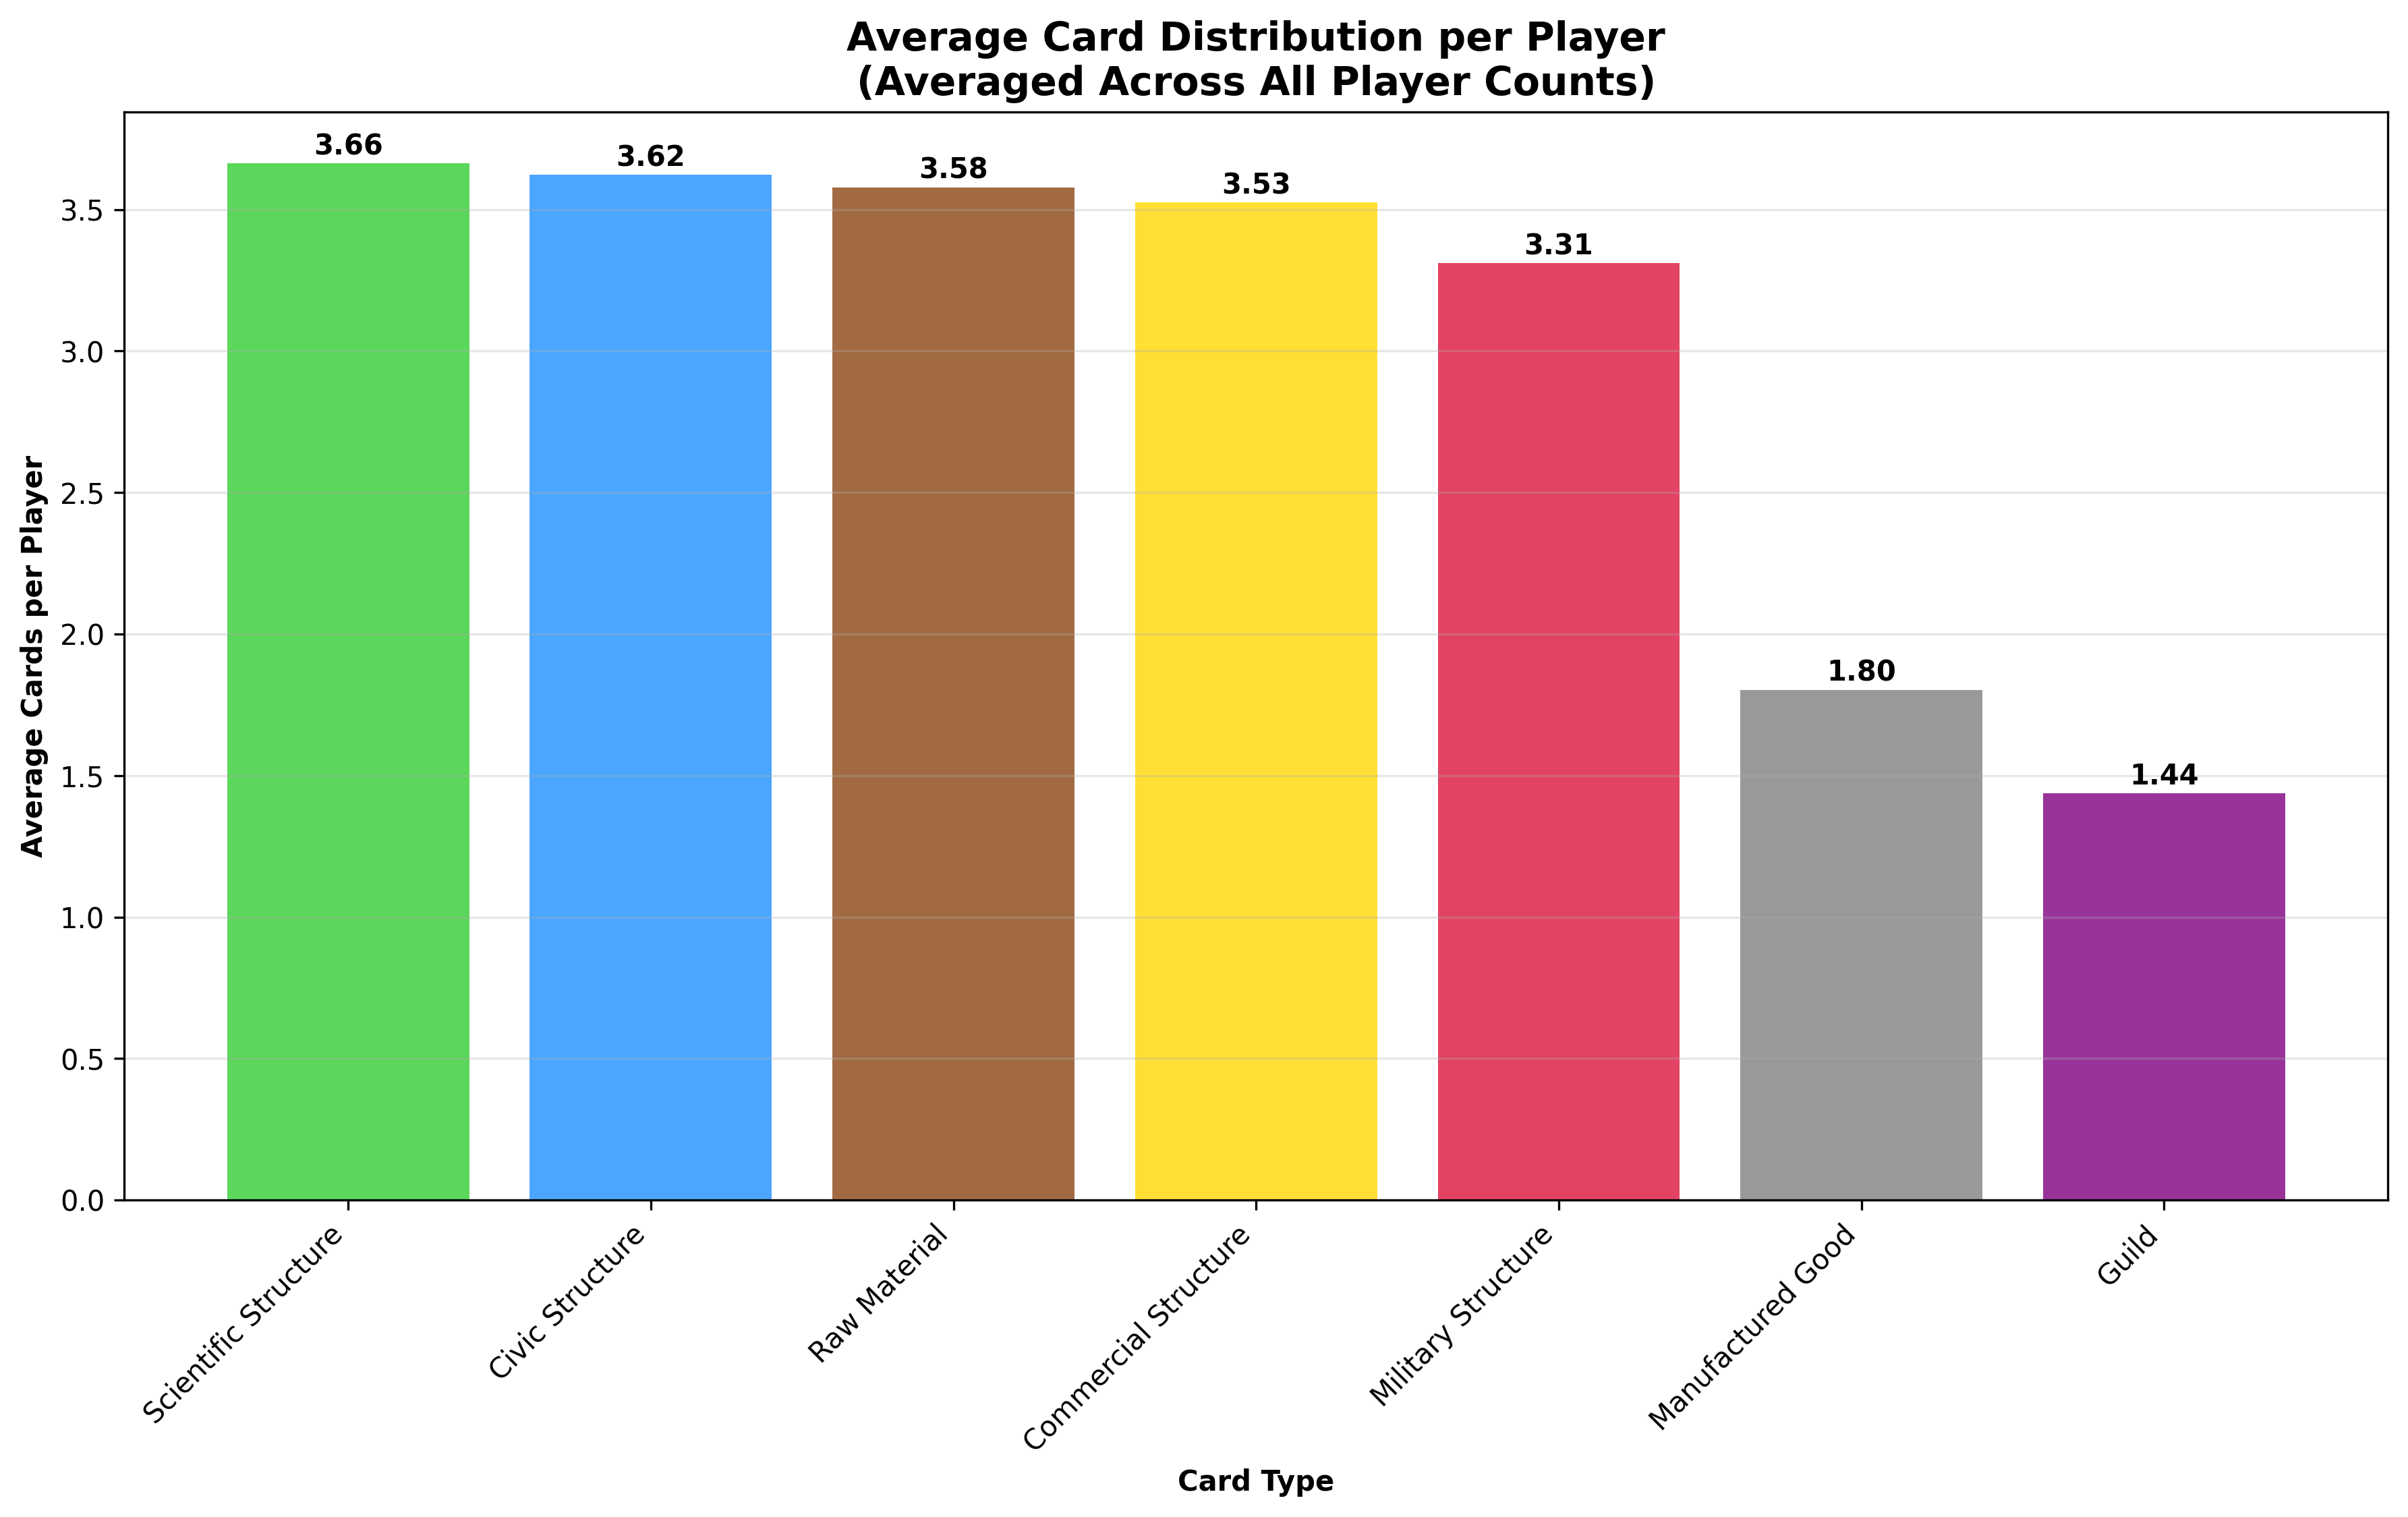 Average Card Distribution per Player
(Averaged Across All Player Counts)
Average Cards per Player
3.5
3.0
2.5
2.0
1.5
1.0
0.5
0.0
3.66
3.62
3.58
3.53
3.31
1.80
1.44
Scientific Structure
Civic Structure
Raw Material
Commercial Structure
Military Structure
Manufactured Good
Guild
Card Type